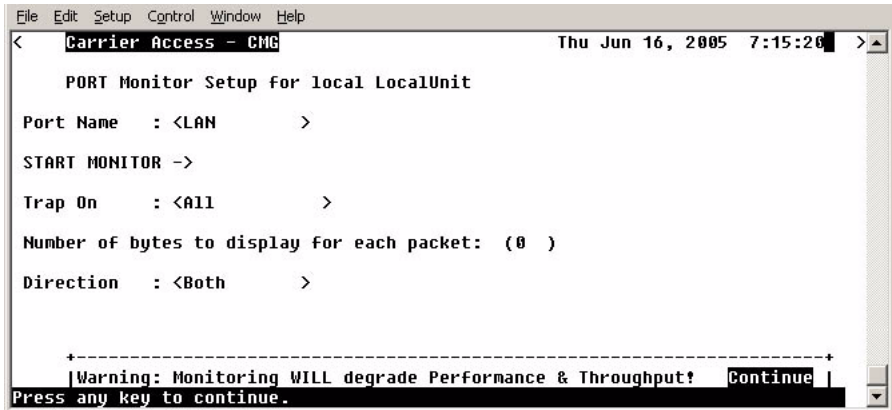 File Edit Setup Control Window Help
< Carrier Access - CMG Thu Jun 16, 2005 7:15:20 >
PORT Monitor Setup for local LocalUnit
Port Name : <LAN >
START MONITOR ->
Trap On : <All >
Number of bytes to display for each packet: (0 )
Direction : <Both >
+------------------------------------------------------------------------+
|Warning: Monitoring WILL degrade Performance & Throughput! Continue |
Press any key to continue.